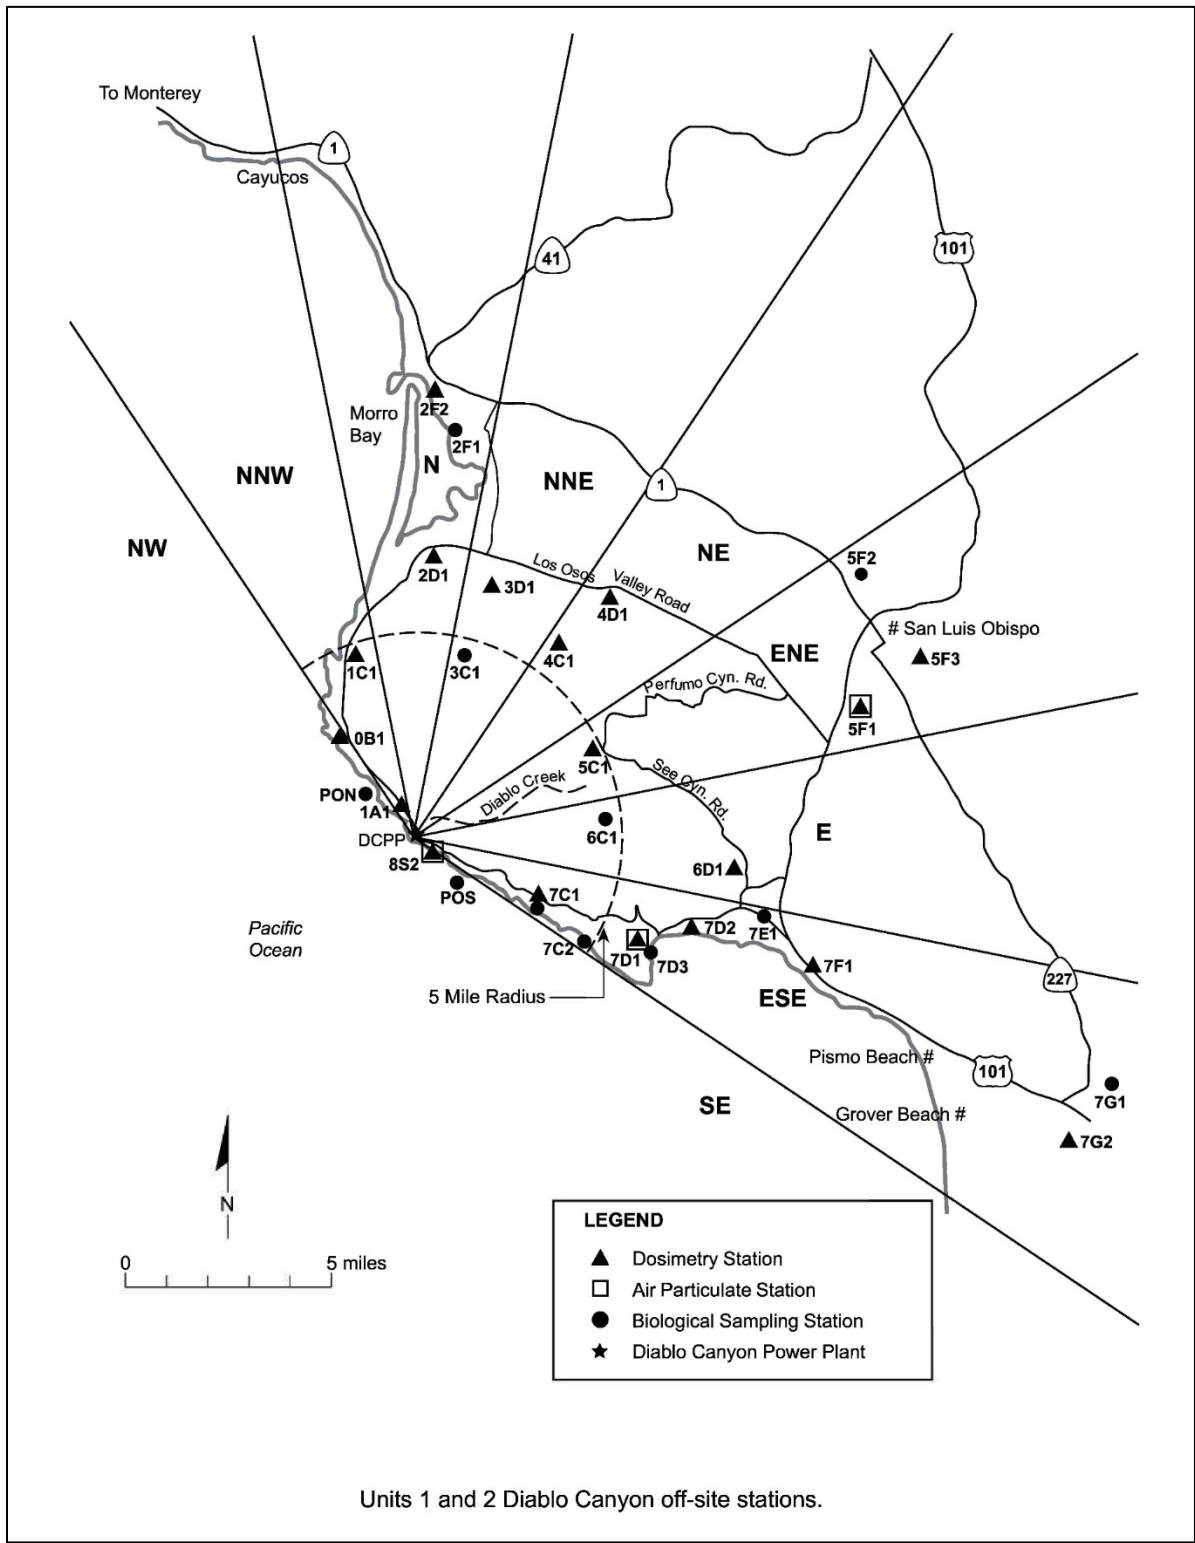 To Monterey
1
Cayucos
41
101
2F2
Morro
Bay
2F1
N
NNW
NNE
1
NW
NE
5F2
Los Osos Valley Road
2D1
3D1
4D1
# San Luis Obispo
ENE
5F3
4C1
1C1
3C1
Perfumo Cyn. Rd.
5F1
0B1
5C1
See Cyn. Rd.
Diablo Creek
PON
1A1
DCPP
6C1
E
8S2
6D1
POS
7C1
7D2
7E1
Pacific
Ocean
7C2
7D1
7D3
7F1
227
5 Mile Radius
ESE
Pismo Beach #
101
SE
7G1
Grover Beach #
7G2
N
LEGEND
0
5 miles
Dosimetry Station
Air Particulate Station
Biological Sampling Station
Diablo Canyon Power Plant
Units 1 and 2 Diablo Canyon off-site stations.